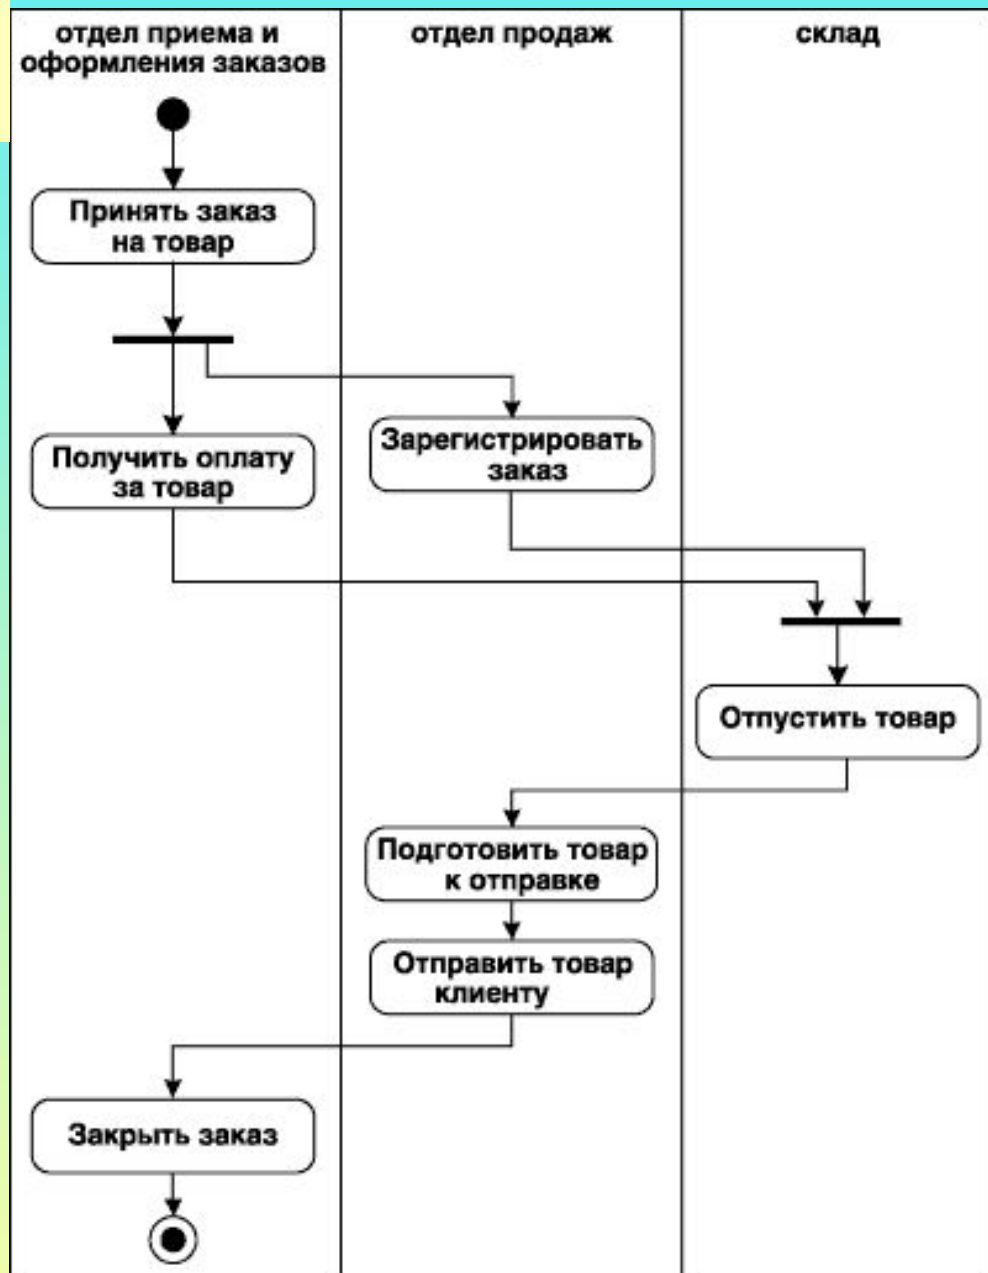 отдел приема и
оформления заказов
отдел продаж
склад
Принять заказ
на товар
Получить оплату
за товар
Зарегистрировать
заказ
Отпустить товар
Подготовить товар
к отправке
Отправить товар
клиенту
Закрыть заказ